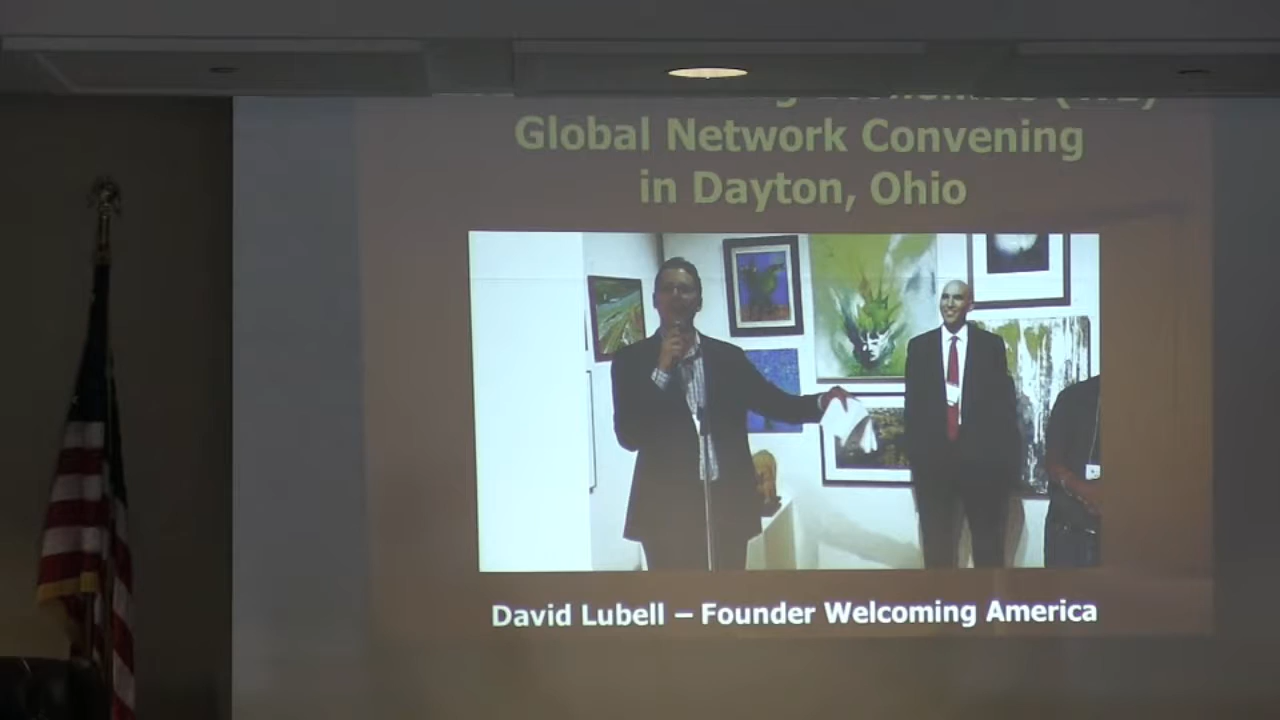 Global Network Convening
in Dayton, Ohio
David Lubell – Founder Welcoming America